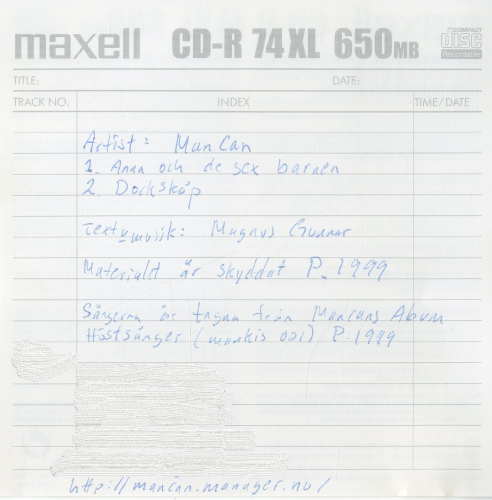 maxell CD-R 74XL 650MB COMPACT disc Recordable
TITLE: DATE:
TRACK NO. INDEX TIME/DATE
Artist: ManCan
1. Anna och de sex barnen
2. Dockskåp
Text u musik: Magnus Gunnar
Materialet är skyddat P. 1999
Sångerna är tagna från Mancans Album
Höstsånger (mankis 001) P. 1999
http://mancan.manager.nu/